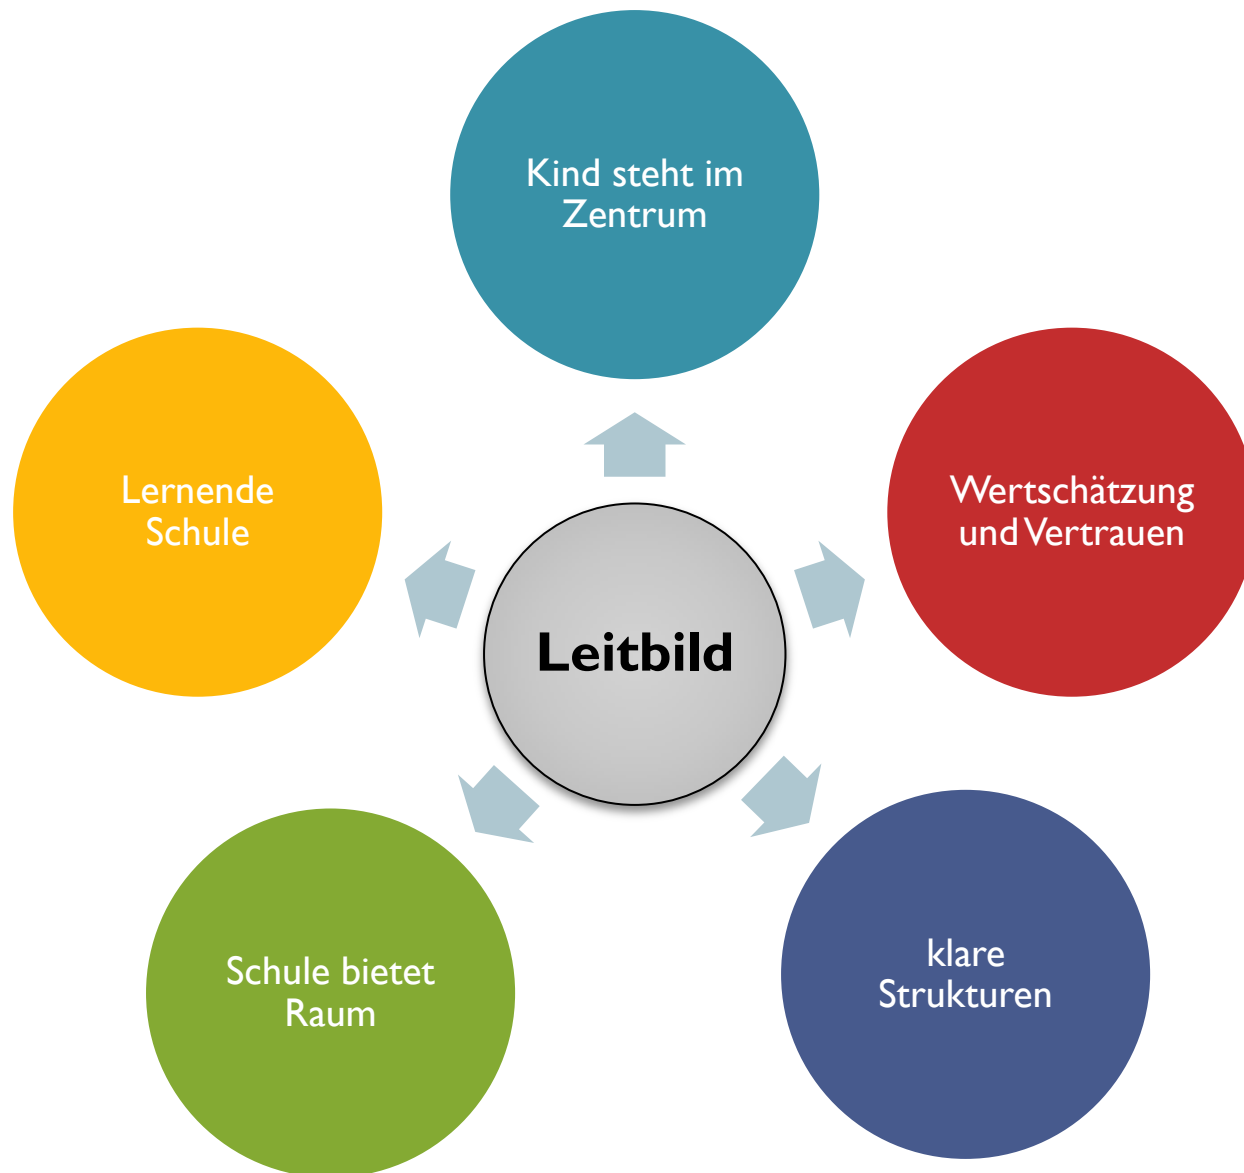 Kind steht im
Zentrum
Lernende
Schule
Wertschätzung
und Vertrauen
Leitbild
Schule bietet
Raum
klare
Strukturen